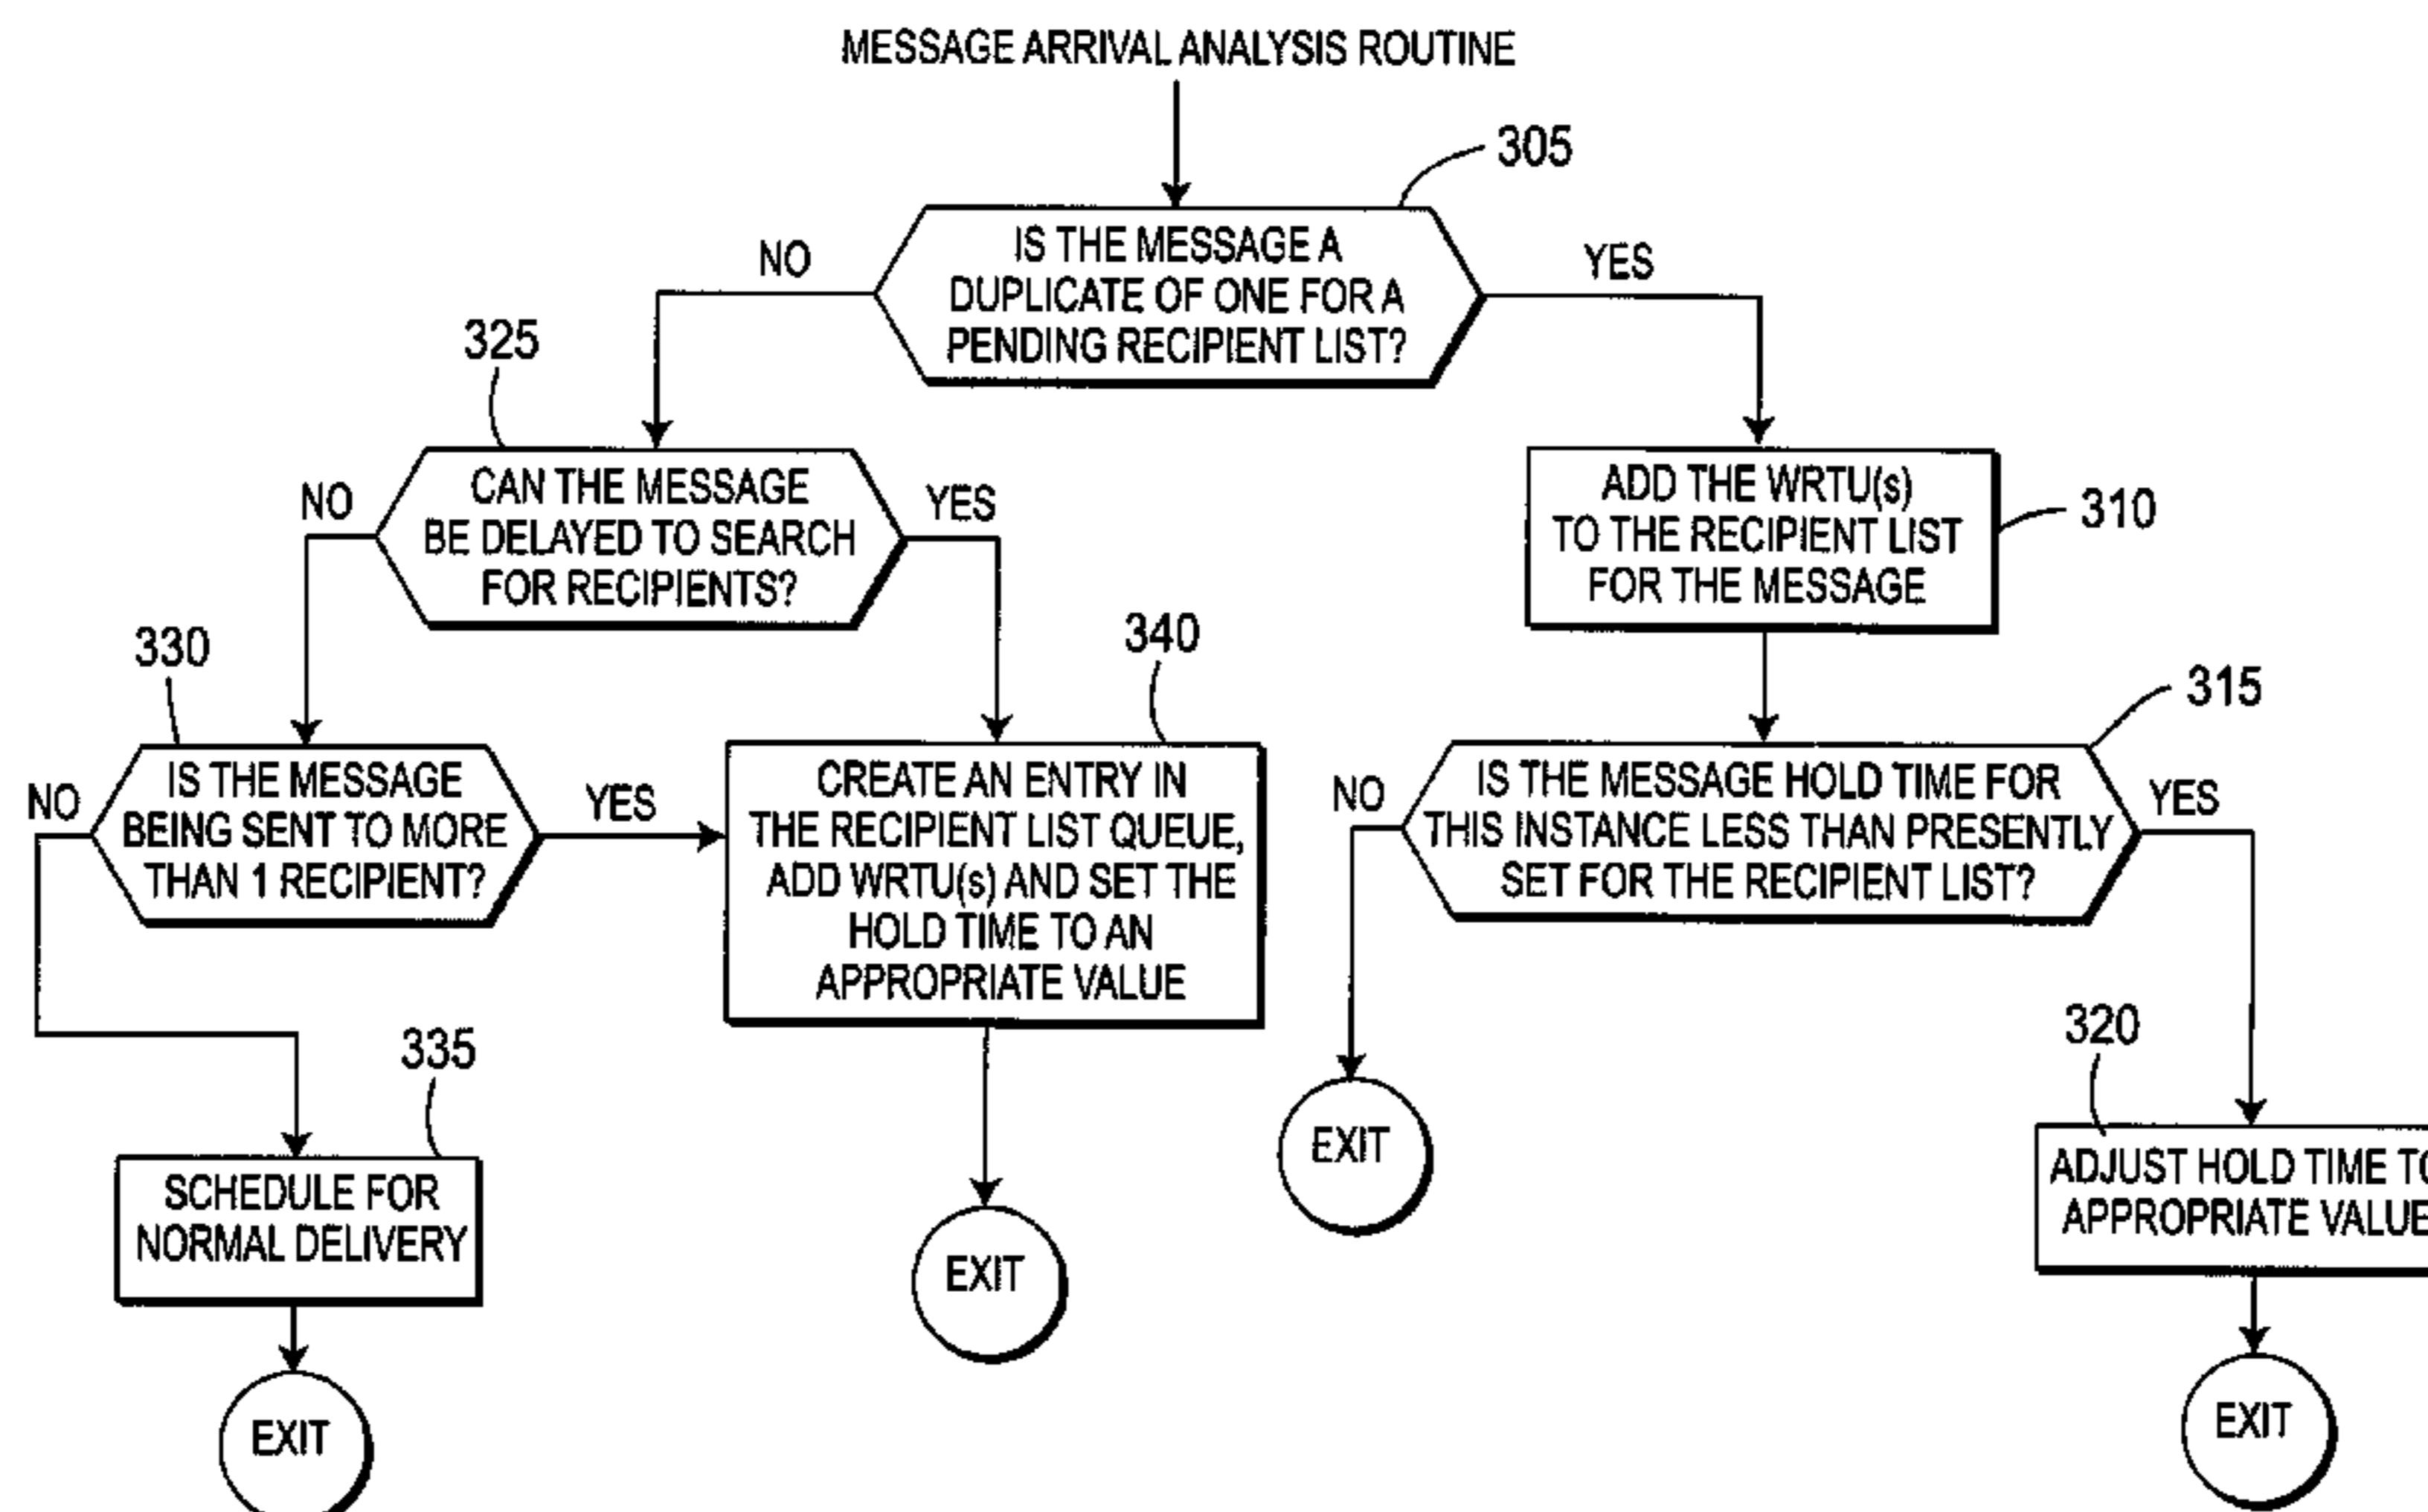 MESSAGE ARRIVAL ANALYSIS ROUTINE
305
IS THE MESSAGE A
DUPLICATE OF ONE FOR A
PENDING RECIPIENT LIST?
NO
YES
325
CAN THE MESSAGE
BE DELAYED TO SEARCH
FOR RECIPIENTS?
NO
YES
ADD THE WRTU(s)
TO THE RECIPIENT LIST
FOR THE MESSAGE
310
330
IS THE MESSAGE
BEING SENT TO MORE
THAN 1 RECIPIENT?
NO
YES
340
CREATE AN ENTRY IN
THE RECIPIENT LIST QUEUE,
ADD WRTU(s) AND SET THE
HOLD TIME TO AN
APPROPRIATE VALUE
315
IS THE MESSAGE HOLD TIME FOR
THIS INSTANCE LESS THAN PRESENTLY
SET FOR THE RECIPIENT LIST?
NO
YES
335
SCHEDULE FOR
NORMAL DELIVERY
EXIT
EXIT
EXIT
320
ADJUST HOLD TIME TO
APPROPRIATE VALUE
EXIT